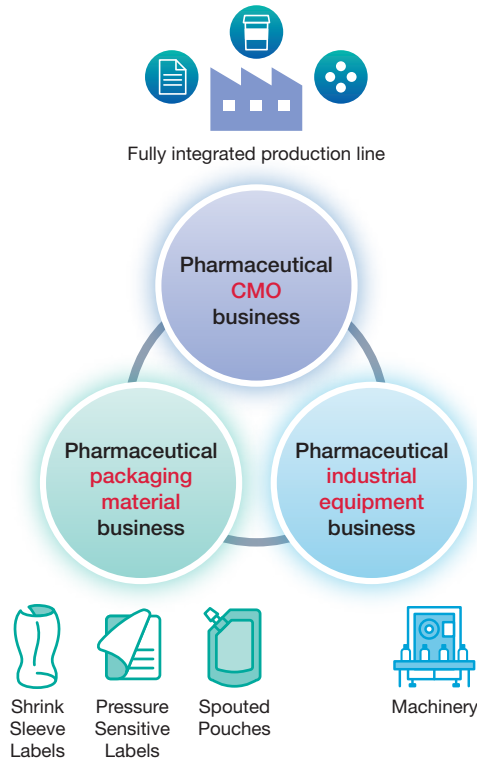 Fully integrated production line
Pharmaceutical
CMO
business
Pharmaceutical
packaging
material
business
Pharmaceutical
industrial
equipment
business
Shrink
Sleeve
Labels
Pressure
Sensitive
Labels
Spouted
Pouches
Machinery